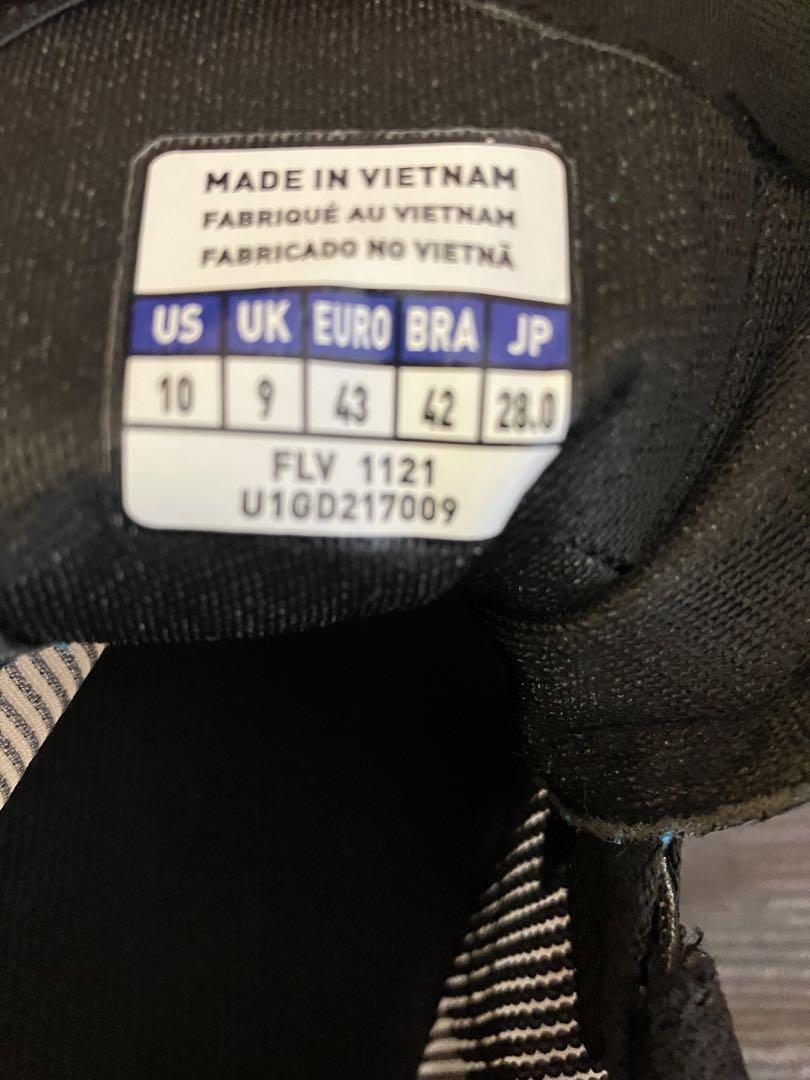 MADE IN VIETNAM
FABRIQUÉ AU VIETNAM
FABRICADO NO VIETNÃ
US UK EURO BRA JP
10 9 43 42 28.0
FLV 1121
U1GD217009